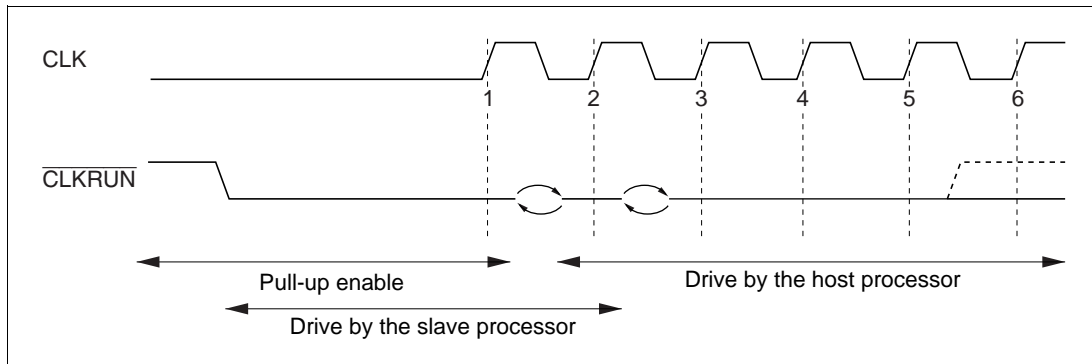 CLK
1 2 3 4 5 6
CLKRUN
Pull-up enable
Drive by the host processor
Drive by the slave processor